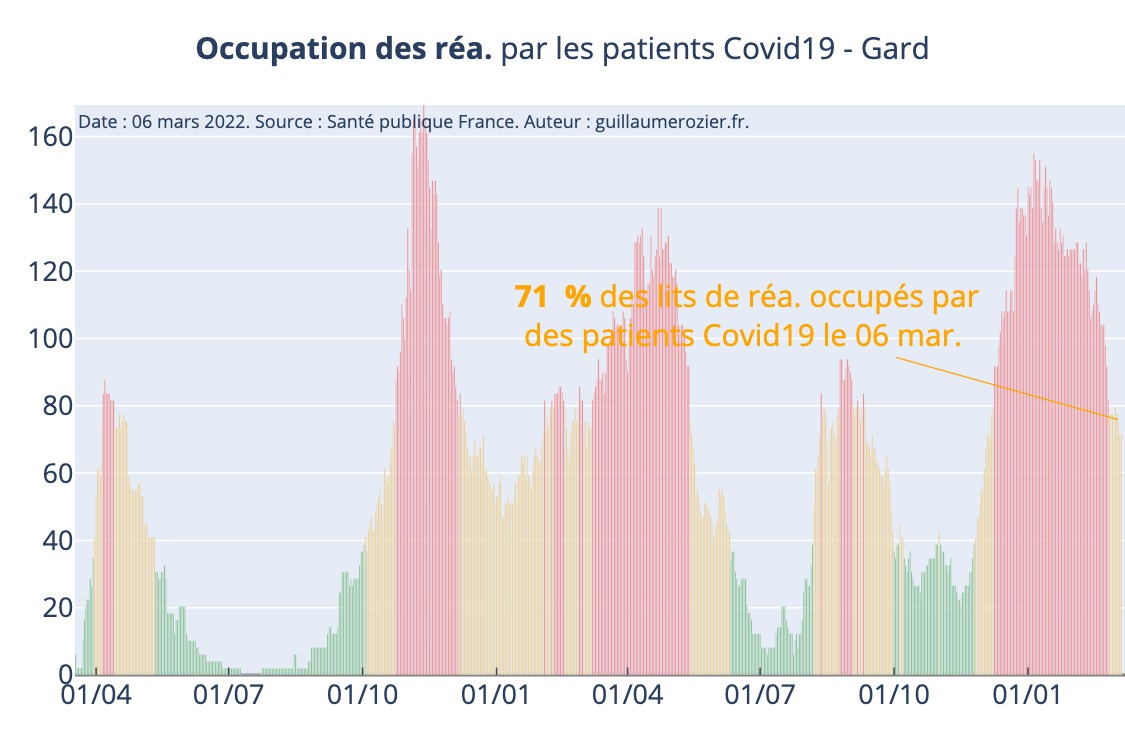 Occupation des réa. par les patients Covid19 - Gard
Date : 06 mars 2022. Source : Santé publique France. Auteur : guillaumerozier.fr.
160
140
120
71 % des lits de réa. occupés par
des patients Covid19 le 06 mar.
100
80
60
40
20
0
01/04 01/07 01/10 01/01 01/04 01/07 01/10 01/01